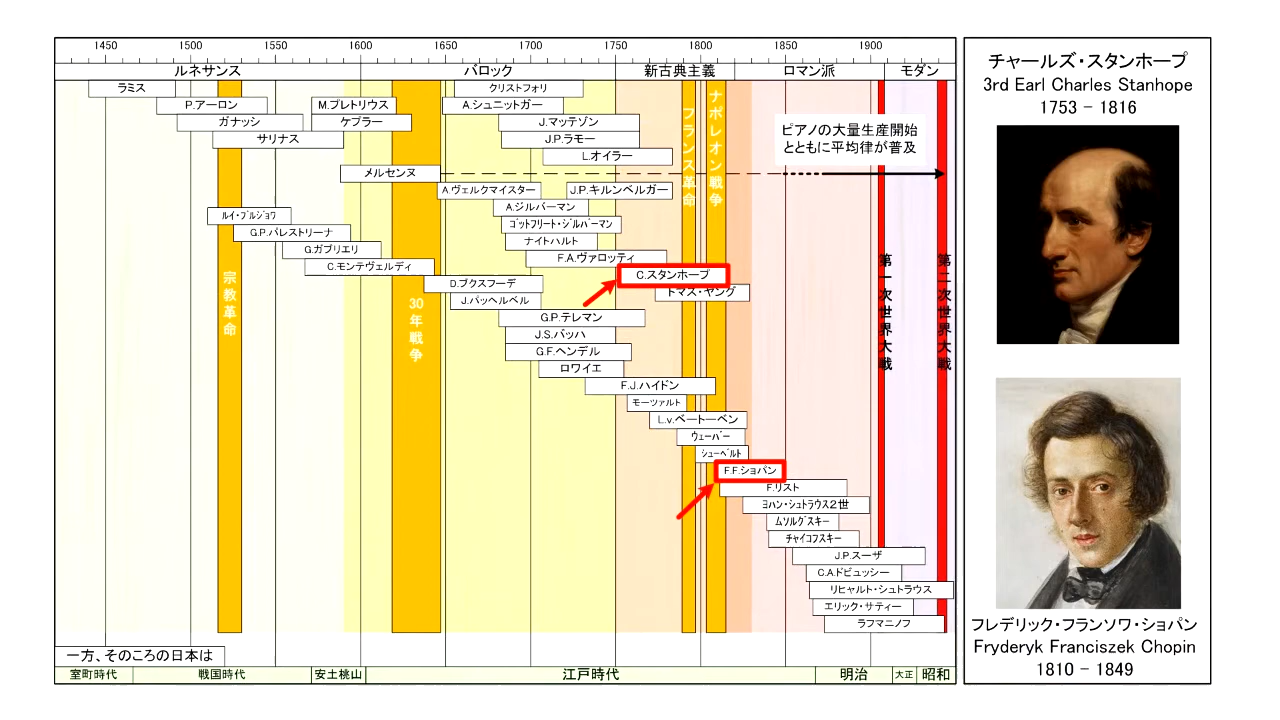 1450 1500 1550 1600 1650 1700 1750 1800 1850 1900
ルネサンス バロック 新古典主義 ロマン派 モダン
ラミス
P.アーロン
ガナッシ
サリナス
M.プレトリウス
ケプラー
メルセンヌ
クリストフォリ
A.シュニットガー
J.マッテゾン
J.P.ラモー
L.オイラー
A.ヴェルクマイスター
J.P.キルンベルガー
A.ジルバーマン
ゴットフリート・ジルバーマン
ナイトハルト
F.A.ヴァロッティ
C.スタンホープ
トマス・ヤング
ルイ・ブルジョワ
G.P.パレストリーナ
G.ガブリエリ
C.モンテヴェルディ
D.ブクスフーデ
J.パッヘルベル
G.P.テレマン
J.S.バッハ
G.F.ヘンデル
ロワイエ
F.J.ハイドン
モーツァルト
L.v.ベートーベン
ウェーバー
シューベルト
F.F.ショパン
F.リスト
ヨハン・シュトラウス2世
ムソルグスキー
チャイコフスキー
J.P.スーザ
C.A.ドビュッシー
リヒャルト・シュトラウス
エリック・サティー
ラフマニノフ
宗教革命
30年戦争
フランス革命
ナポレオン戦争
第一次世界大戦
第二次世界大戦
ピアノの大量生産開始
とともに平均律が普及
一方、そのころの日本は
室町時代 戦国時代 安土桃山 江戸時代 明治 大正 昭和
チャールズ・スタンホープ
3rd Earl Charles Stanhope
1753 – 1816
フレデリック・フランソワ・ショパン
Fryderyk Franciszek Chopin
1810 – 1849